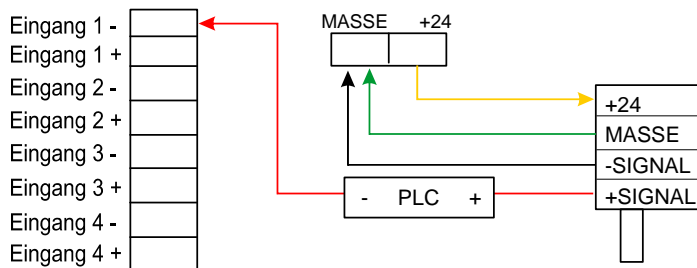 Eingang 1 -
Eingang 1 +
Eingang 2 -
Eingang 2 +
Eingang 3 -
Eingang 3 +
Eingang 4 -
Eingang 4 +
MASSE +24
- PLC +
+24
MASSE
-SIGNAL
+SIGNAL